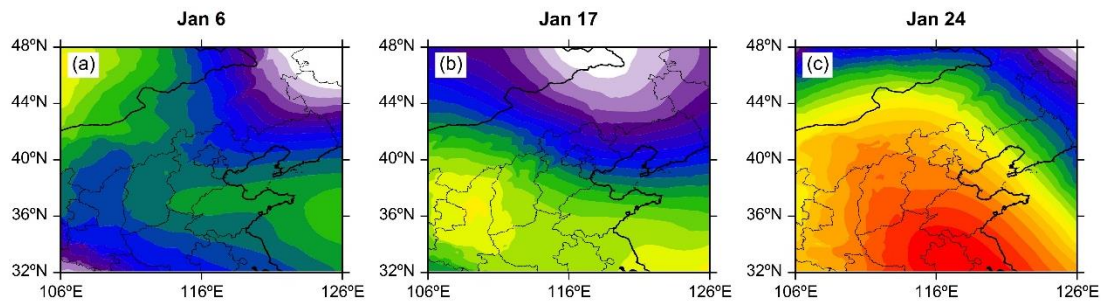 Jan 6 Jan 17 Jan 24
48°N 48°N 48°N
(a) (b) (c)
44°N 44°N 44°N
40°N 40°N 40°N
36°N 36°N 36°N
32°N 32°N 32°N
106°E 116°E 126°E 106°E 116°E 126°E 106°E 116°E 126°E